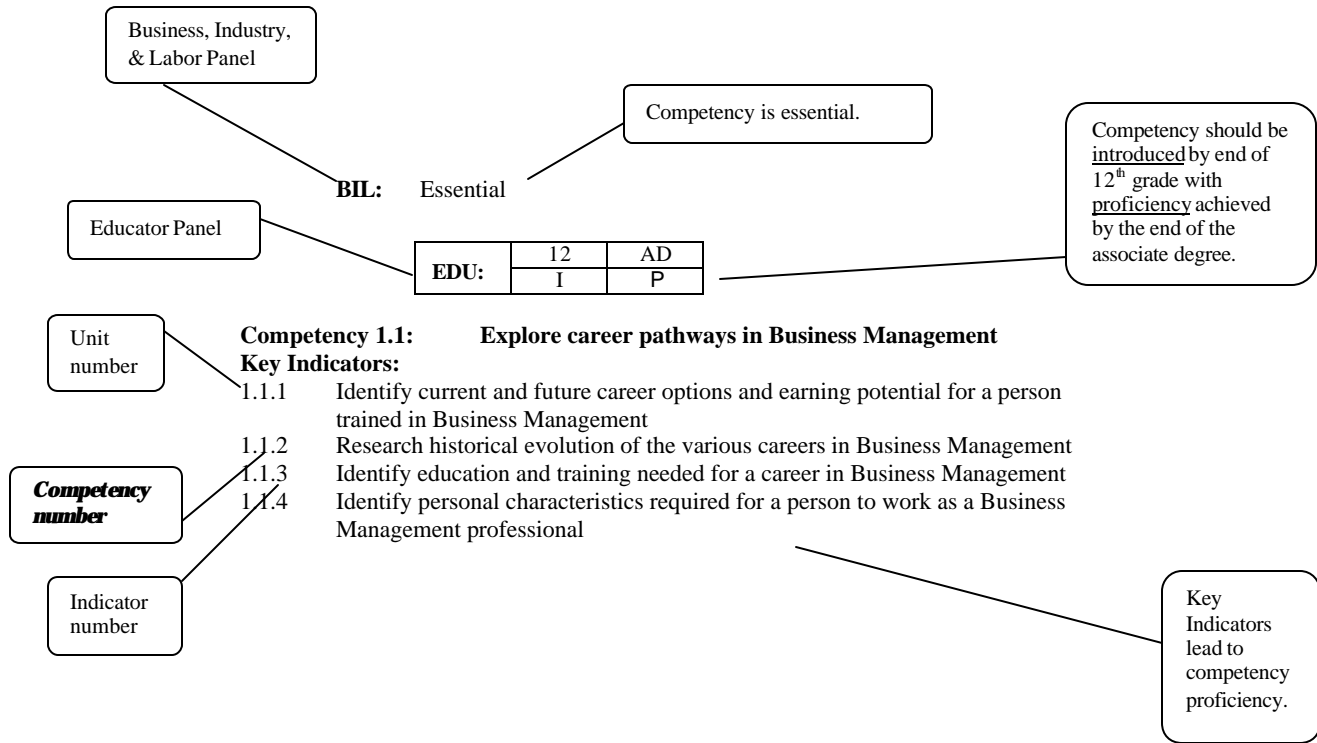 Business, Industry,
& Labor Panel
Competency is essential.
Competency should be
introduced by end of
12th grade with
proficiency achieved
by the end of the
associate degree.
BIL: Essential
Educator Panel
EDU: 12 AD
I P
Unit
number
Competency 1.1: Explore career pathways in Business Management
Key Indicators:
1.1.1 Identify current and future career options and earning potential for a person
trained in Business Management
1.1.2 Research historical evolution of the various careers in Business Management
1.1.3 Identify education and training needed for a career in Business Management
1.1.4 Identify personal characteristics required for a person to work as a Business
Management professional
Competency
number
Indicator
number
Key
Indicators
lead to
competency
proficiency.